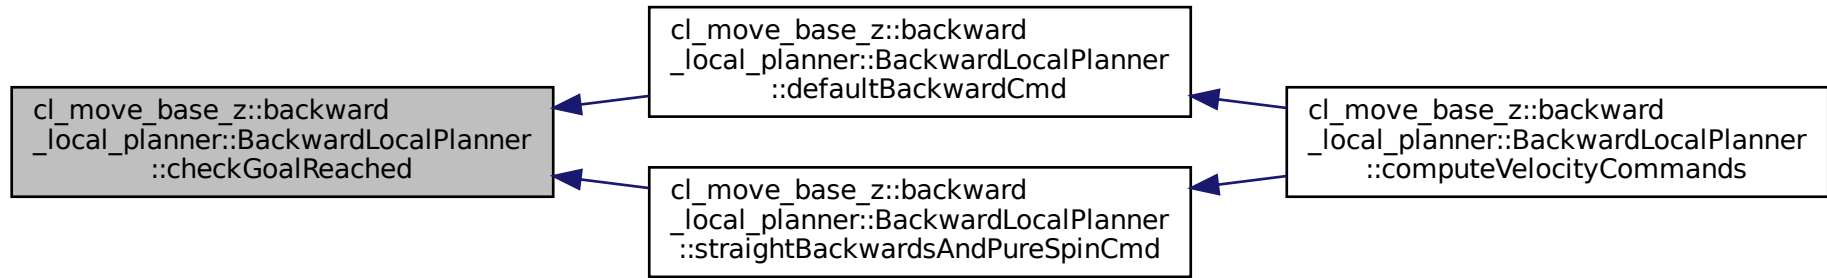 cl_move_base_z::backward
_local_planner::BackwardLocalPlanner
::checkGoalReached
cl_move_base_z::backward
_local_planner::BackwardLocalPlanner
::defaultBackwardCmd
cl_move_base_z::backward
_local_planner::BackwardLocalPlanner
::straightBackwardsAndPureSpinCmd
cl_move_base_z::backward
_local_planner::BackwardLocalPlanner
::computeVelocityCommands